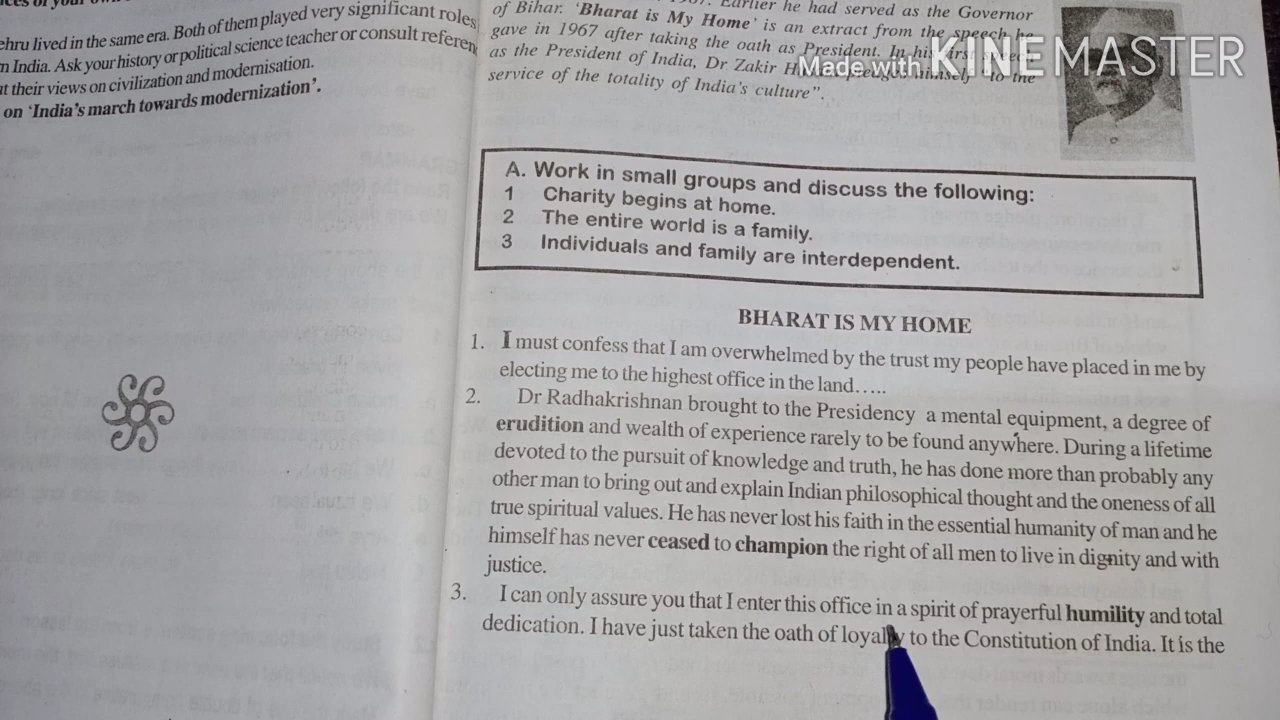 ehru lived in the same era. Both of them played very significant roles
n India. Ask your history or political science teacher or consult referen
t their views on civilization and modernisation.
on 'India's march towards modernization'.
Earlier he had served as the Governor
of Bihar. 'Bharat is My Home' is an extract from the speech he
gave in 1967 after taking the oath as President. In his first
as the President of India, Dr Zakir himself "to the
service of the totality of India's culture".
Made with KINEMASTER
A. Work in small groups and discuss the following:
1 Charity begins at home.
2 The entire world is a family.
3 Individuals and family are interdependent.
BHARAT IS MY HOME
1. I must confess that I am overwhelmed by the trust my people have placed in me by
electing me to the highest office in the land.....
2. Dr Radhakrishnan brought to the Presidency a mental equipment, a degree of
erudition and wealth of experience rarely to be found anywhere. During a lifetime
devoted to the pursuit of knowledge and truth, he has done more than probably any
other man to bring out and explain Indian philosophical thought and the oneness of all
true spiritual values. He has never lost his faith in the essential humanity of man and he
himself has never ceased to champion the right of all men to live in dignity and with
justice.
3. I can only assure you that I enter this office in a spirit of prayerful humility and total
dedication. I have just taken the oath of loyalty to the Constitution of India. It is the